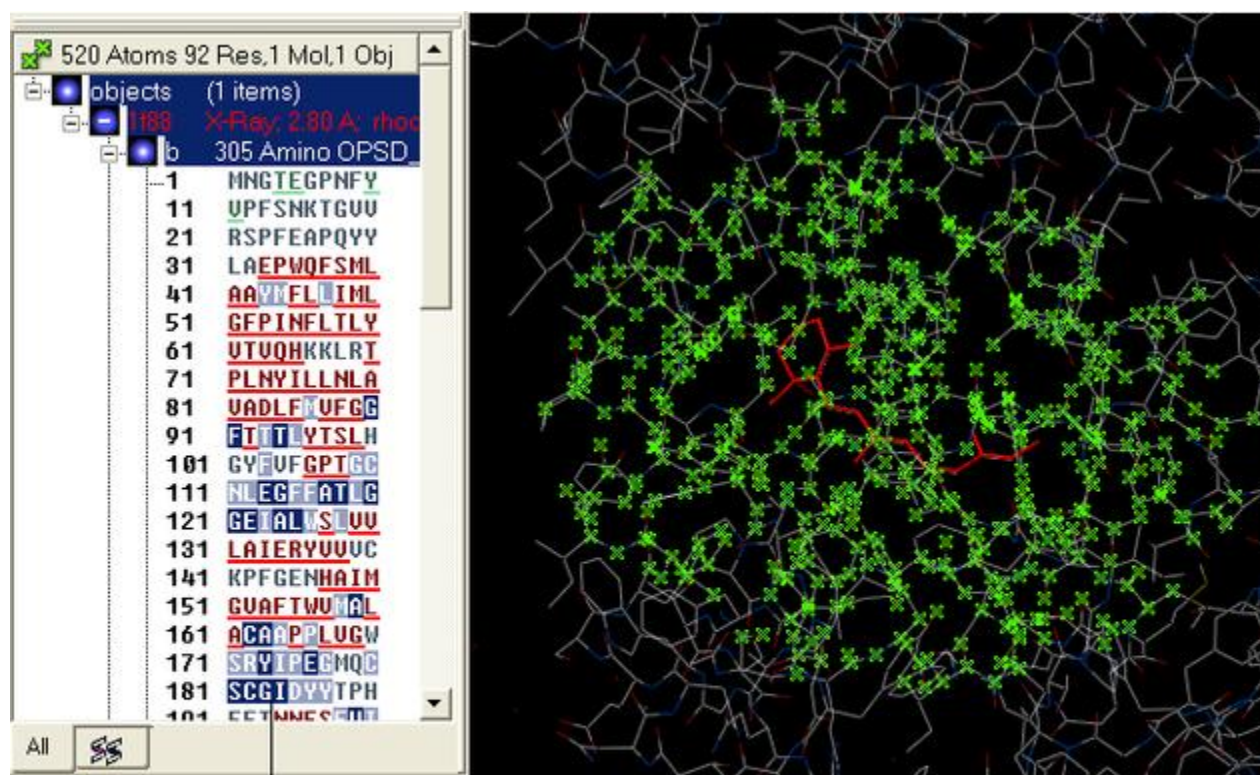 520 Atoms 92 Res,1 Mol,1 Obj
objects (1 items)
1f88 X-Ray; 2.80 A; rhoc
b 305 Amino OPSD_
1 MNGTEGPNFY
11 VPFSNKTGVV
21 RSPFEAPQYY
31 LAEPWQFSML
41 AAYMFLLIML
51 GFPINFLTLY
61 VTVQHKKLRT
71 PLNYILLNLA
81 VADLFMVFGG
91 FTTTLYTSLH
101 GYFVFGPTGC
111 NLEGFFATLG
121 GEIALWSLVV
131 LAIERYVVVC
141 KPFGENHAIM
151 GVAFTWVMAL
161 ACAAPPLVGW
171 SRYIPEGMQC
181 SCGIDYYTPH
All